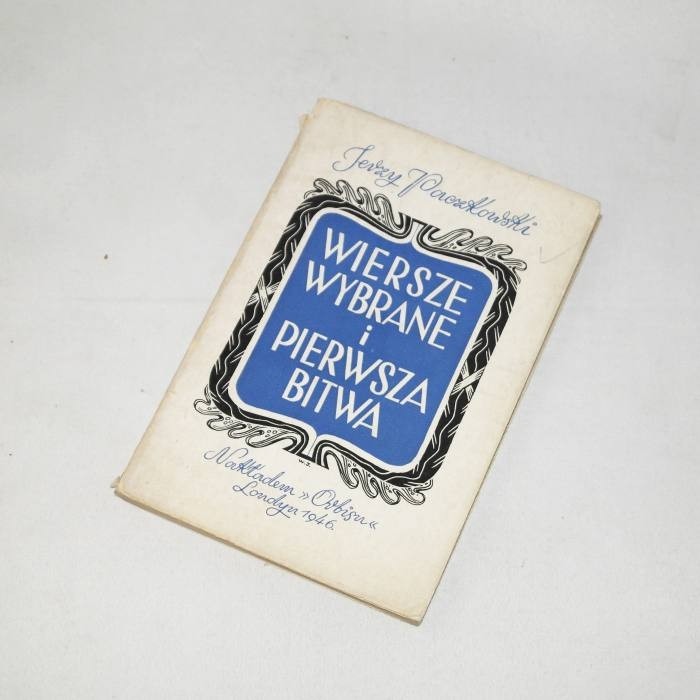 Jerzy Paczkowski
WIERSZE
WYBRANE
i
PIERWSZA
BITWA
W.Z.
Nakładem »Orbisu«
Londyn 1946.